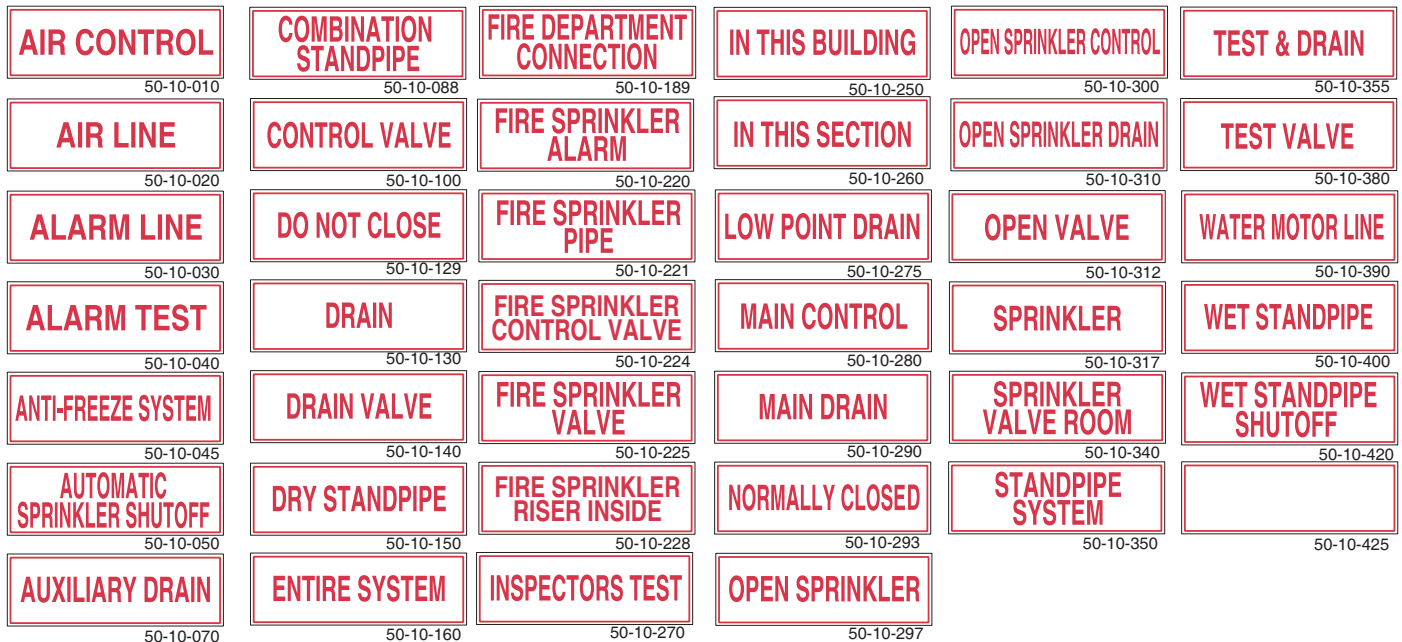 AIR CONTROL
50-10-010
AIR LINE
50-10-020
ALARM LINE
50-10-030
ALARM TEST
50-10-040
ANTI-FREEZE SYSTEM
50-10-045
AUTOMATIC
SPRINKLER SHUTOFF
50-10-050
AUXILIARY DRAIN
50-10-070
COMBINATION
STANDPIPE
50-10-088
CONTROL VALVE
50-10-100
DO NOT CLOSE
50-10-129
DRAIN
50-10-130
DRAIN VALVE
50-10-140
DRY STANDPIPE
50-10-150
ENTIRE SYSTEM
50-10-160
FIRE DEPARTMENT
CONNECTION
50-10-189
FIRE SPRINKLER
ALARM
50-10-220
FIRE SPRINKLER
PIPE
50-10-221
FIRE SPRINKLER
CONTROL VALVE
50-10-224
FIRE SPRINKLER
VALVE
50-10-225
FIRE SPRINKLER
RISER INSIDE
50-10-228
INSPECTORS TEST
50-10-270
IN THIS BUILDING
50-10-250
IN THIS SECTION
50-10-260
LOW POINT DRAIN
50-10-275
MAIN CONTROL
50-10-280
MAIN DRAIN
50-10-290
NORMALLY CLOSED
50-10-293
OPEN SPRINKLER
50-10-297
OPEN SPRINKLER CONTROL
50-10-300
OPEN SPRINKLER DRAIN
50-10-310
OPEN VALVE
50-10-312
SPRINKLER
50-10-317
SPRINKLER
VALVE ROOM
50-10-340
STANDPIPE
SYSTEM
50-10-350
TEST & DRAIN
50-10-355
TEST VALVE
50-10-380
WATER MOTOR LINE
50-10-390
WET STANDPIPE
50-10-400
WET STANDPIPE
SHUTOFF
50-10-420
50-10-425